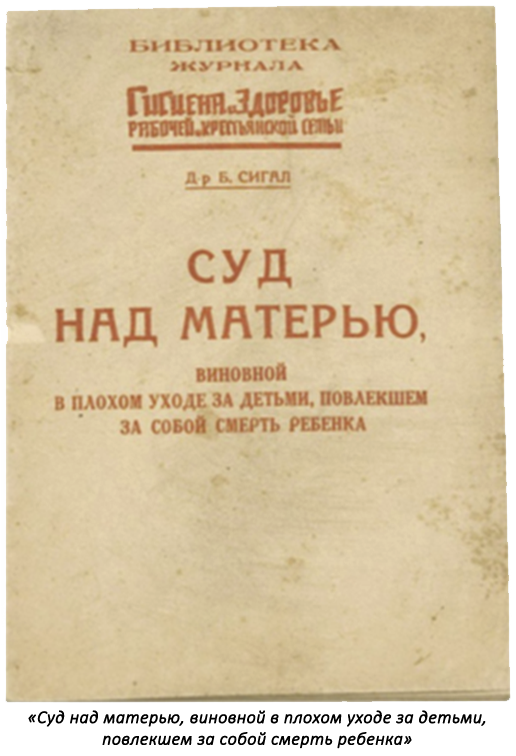 БИБЛИОТЕКА
ЖУРНАЛА
ГИГИЕНА и ЗДОРОВЬЕ
РАБОЧЕЙ и КРЕСТЬЯНСКОЙ СЕМЬИ
Д-р Б. СИГАЛ
СУД
НАД МАТЕРЬЮ,
ВИНОВНОЙ
В ПЛОХОМ УХОДЕ ЗА ДЕТЬМИ, ПОВЛЕКШЕМ
ЗА СОБОЙ СМЕРТЬ РЕБЕНКА
«Суд над матерью, виновной в плохом уходе за детьми,
повлекшем за собой смерть ребенка»